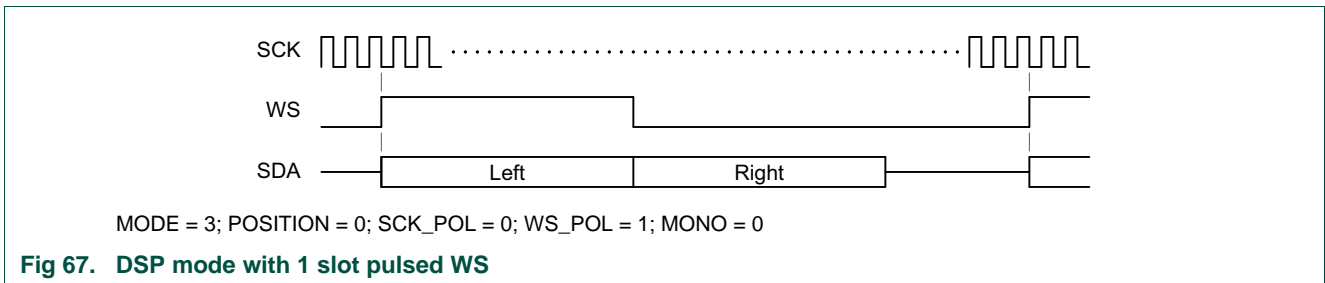 SCK
WS
SDA Left Right
MODE = 3; POSITION = 0; SCK_POL = 0; WS_POL = 1; MONO = 0
Fig 67. DSP mode with 1 slot pulsed WS